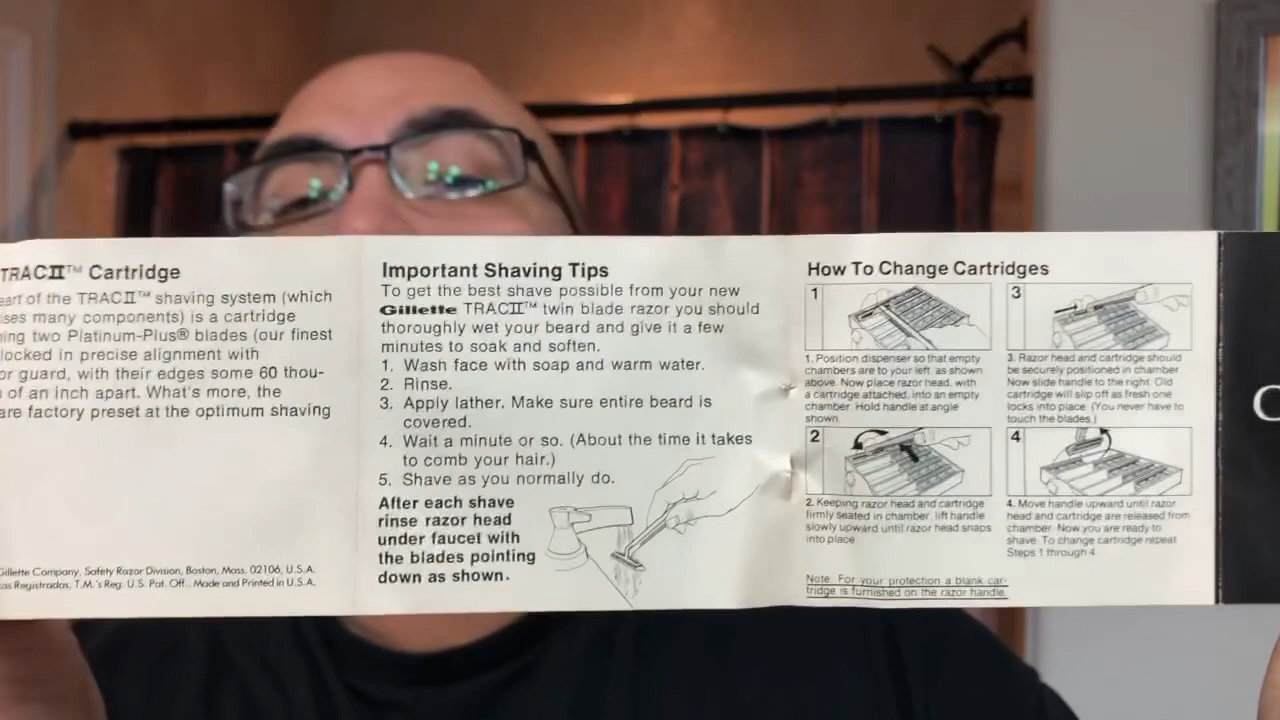 TRACII™ Cartridge
of the TRACII™ shaving system (which
many components) is a cartridge
two Platinum-Plus® blades (our finest
locked in precise alignment with
guard, with their edges some 60 thou-
of an inch apart. What's more, the
are factory preset at the optimum shaving
Gillette Company, Safety Razor Division, Boston, Mass. 02106, U.S.A.
Registradas, T.M.'s Reg. U.S. Pat. Off. Made and Printed in U.S.A.
Important Shaving Tips
To get the best shave possible from your new
Gillette TRACII™ twin blade razor you should
thoroughly wet your beard and give it a few
minutes to soak and soften.
1. Wash face with soap and warm water.
2. Rinse.
3. Apply lather. Make sure entire beard is
covered.
4. Wait a minute or so. (About the time it takes
to comb your hair.)
5. Shave as you normally do.
After each shave
rinse razor head
under faucet with
the blades pointing
down as shown.
How To Change Cartridges
1
1. Position dispenser so that empty
chambers are to your left, as shown
above. Now place razor head, with
a cartridge attached, into an empty
chamber. Hold handle at angle
shown.
2
2. Keeping razor head and cartridge
firmly seated in chamber, lift handle
slowly upward until razor head snaps
into place
3
3. Razor head and cartridge should
be securely positioned in chamber
Now slide handle to the right. Old
cartridge will slip off as fresh one
locks into place. (You never have to
touch the blades.)
4
4. Move handle upward until razor
head and cartridge are released from
chamber. Now you are ready to
shave. To change cartridge repeat
Steps 1 through 4.
Note: For your protection a blank car-
tridge is furnished on the razor handle.